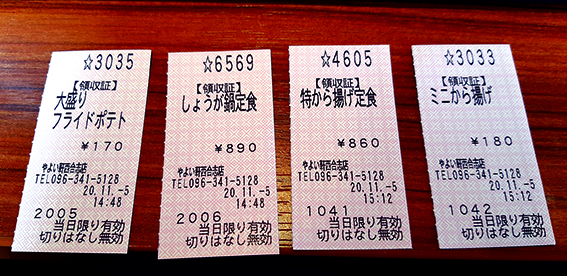 ☆3035
【領収証】
大盛り
フライドポテト
¥170
やよい軒西合志店
TEL096-341-5128
20.11.-5
14:48
2005
当日限り有効
切りはなし無効
☆6569
【領収証】
しょうが鍋定食
¥890
やよい軒西合志店
TEL096-341-5128
20.11.-5
14:48
2006
当日限り有効
切りはなし無効
☆4605
【領収証】
特から揚げ定食
¥860
やよい軒西合志店
TEL096-341-5128
20.11.-5
15:12
1041
当日限り有効
切りはなし無効
☆3033
【領収証】
ミニから揚げ
¥180
やよい軒西合志店
TEL096-341-5128
20.11.-5
15:12
1042
当日限り有効
切りはなし無効